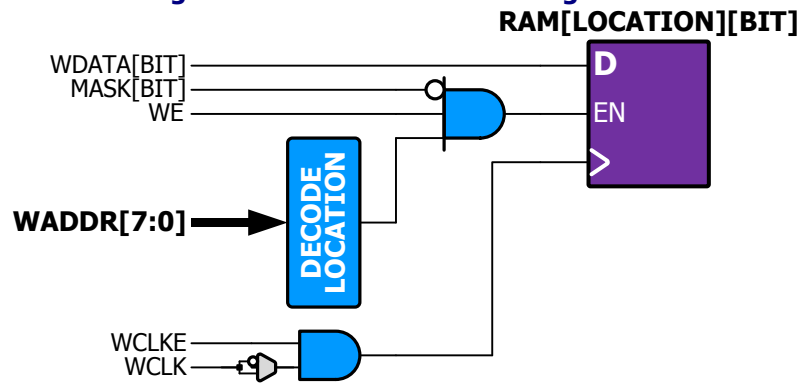 RAM[LOCATION][BIT]
WDATA[BIT]
D
MASK[BIT]
WE
EN
DECODE
LOCATION
WADDR[7:0]
WCLKE
WCLK